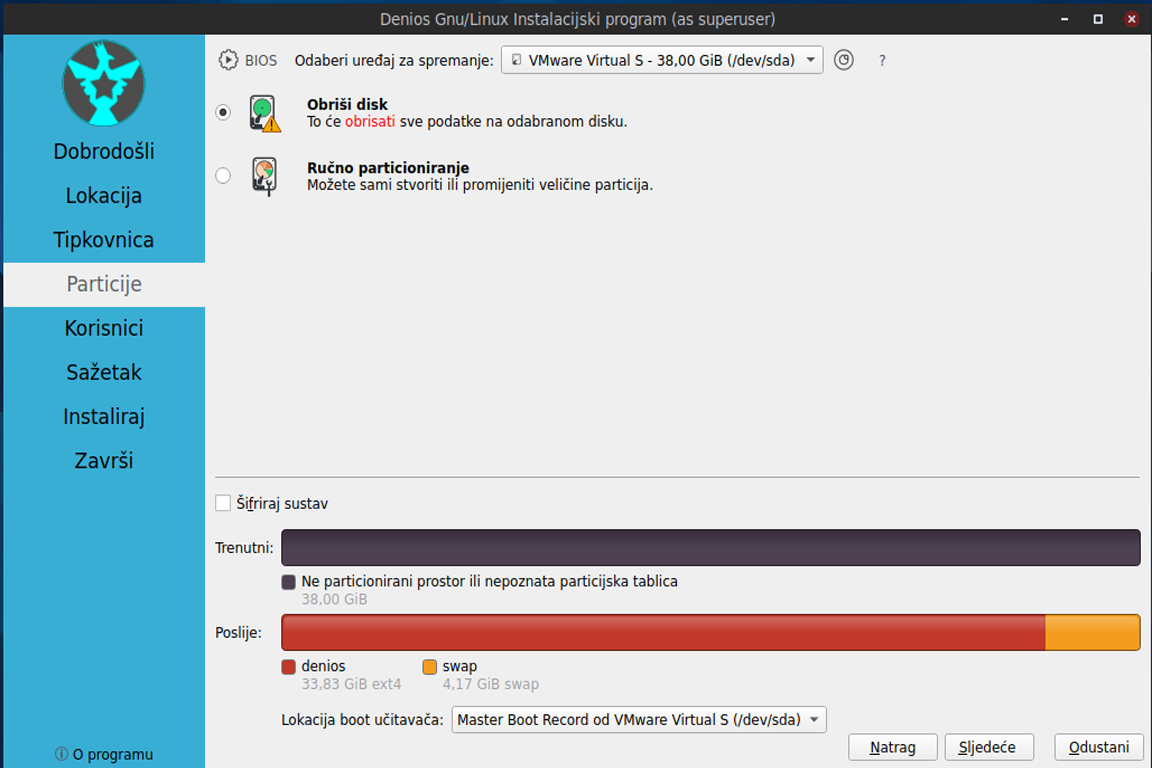 Denios Gnu/Linux Instalacijski program (as superuser)
BIOS Odaberi uređaj za spremanje: VMware Virtual S - 38,00 GiB (/dev/sda) ?
Dobrodošli
Lokacija
Tipkovnica
Particije
Korisnici
Sažetak
Instaliraj
Završi
O programu
Obriši disk
To će obrisati sve podatke na odabranom disku.
Ručno particioniranje
Možete sami stvoriti ili promijeniti veličine particija.
Šifriraj sustav
Trenutni:
Ne particionirani prostor ili nepoznata particijska tablica
38,00 GiB
Poslije:
denios swap
33,83 GiB ext4 4,17 GiB swap
Lokacija boot učitavača: Master Boot Record od VMware Virtual S (/dev/sda)
Natrag Sljedeće Odustani